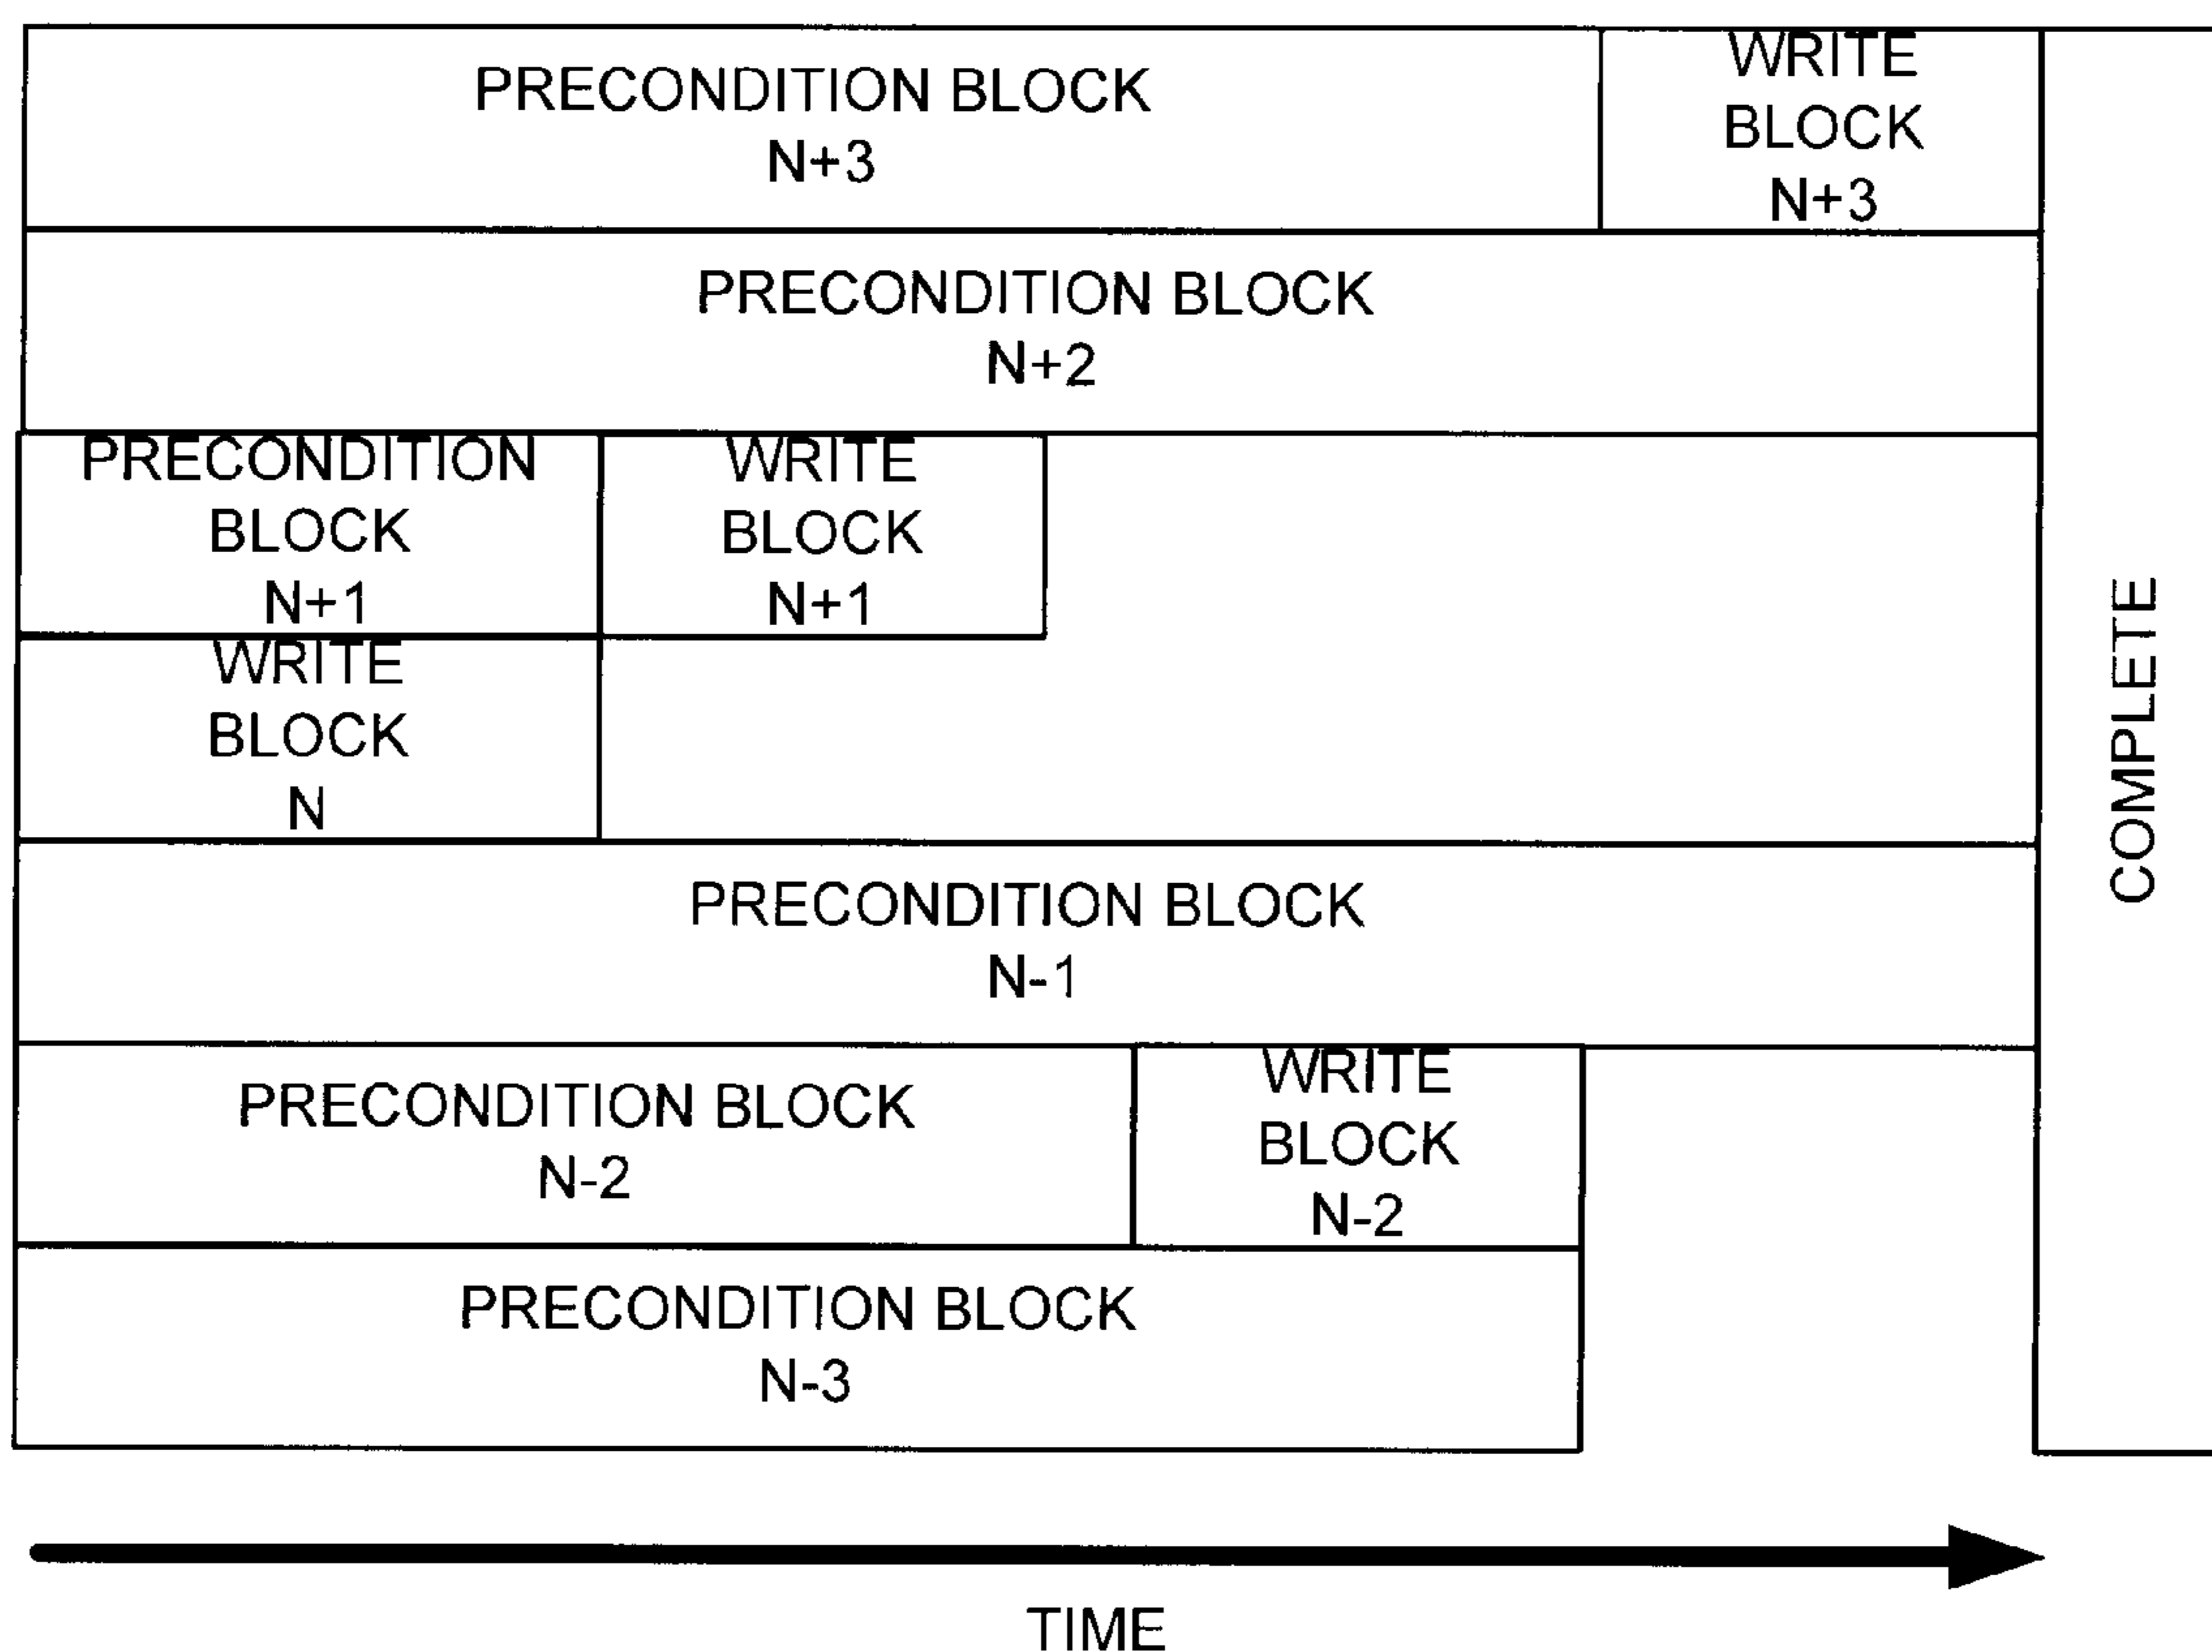 PRECONDITION BLOCK
N+3
WRITE
BLOCK
N+3
PRECONDITION BLOCK
N+2
PRECONDITION
BLOCK
N+1
WRITE
BLOCK
N+1
WRITE
BLOCK
N
PRECONDITION BLOCK
N-1
PRECONDITION BLOCK
N-2
WRITE
BLOCK
N-2
PRECONDITION BLOCK
N-3
COMPLETE
TIME